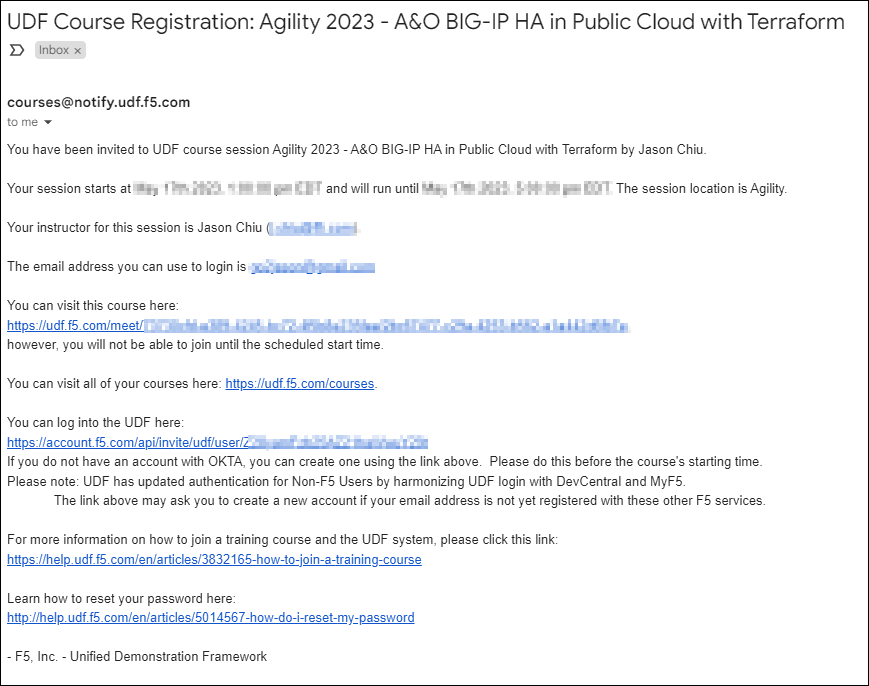 UDF Course Registration: Agility 2023 - A&O BIG-IP HA in Public Cloud with Terraform
Inbox x
courses@notify.udf.f5.com
to me
You have been invited to UDF course session Agility 2023 - A&O BIG-IP HA in Public Cloud with Terraform by Jason Chiu.
Your session starts at and will run until The session location is Agility.
Your instructor for this session is Jason Chiu (
The email address you can use to login is
You can visit this course here:
https://udf.f5.com/meet/
however, you will not be able to join until the scheduled start time.
You can visit all of your courses here: https://udf.f5.com/courses.
You can log into the UDF here:
https://account.f5.com/api/invite/udf/user/
If you do not have an account with OKTA, you can create one using the link above.  Please do this before the course's starting time.
Please note: UDF has updated authentication for Non-F5 Users by harmonizing UDF login with DevCentral and MyF5.
The link above may ask you to create a new account if your email address is not yet registered with these other F5 services.
For more information on how to join a training course and the UDF system, please click this link:
https://help.udf.f5.com/en/articles/3832165-how-to-join-a-training-course
Learn how to reset your password here:
http://help.udf.f5.com/en/articles/5014567-how-do-i-reset-my-password
- F5, Inc. - Unified Demonstration Framework